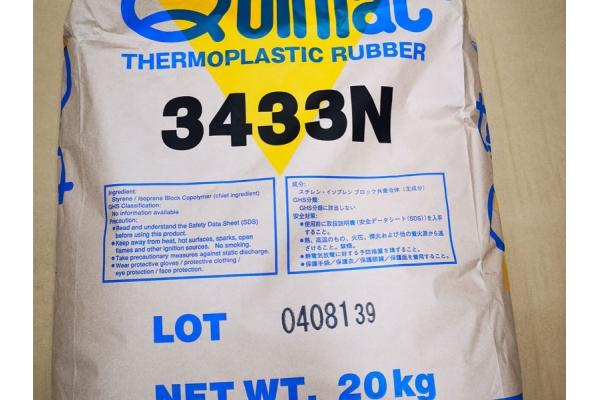 Quintac
THERMOPLASTIC RUBBER
3433N
Ingredient:
Styrene / Isoprene Block Copolymer (chief ingredient)
GHS Classification:
No information available
Precaution:
●Read and understand the Safety Data Sheet (SDS)
before using this product.
●Keep away from heat, hot surfaces, sparks, open
flames and other ignition sources. No smoking.
●Take precautionary measures against static discharge.
●Wear protective gloves / protective clothing /
eye protection / face protection.
成分:
スチレン・イソプレン ブロック共重合体(主成分)
GHS分類:
GHS分類に該当しない
安全対策:
●使用前に取扱説明書(安全データシート(SDS))を入手
すること。
●熱、高温のもの、火花、裸火および他の着火源から遠
ざけること。禁煙。
●静電気放電に対する予防措置を講ずること。
●保護手袋/保護衣/保護眼鏡/保護面を着用すること。
LOT 0408139
NET WT. 20kg